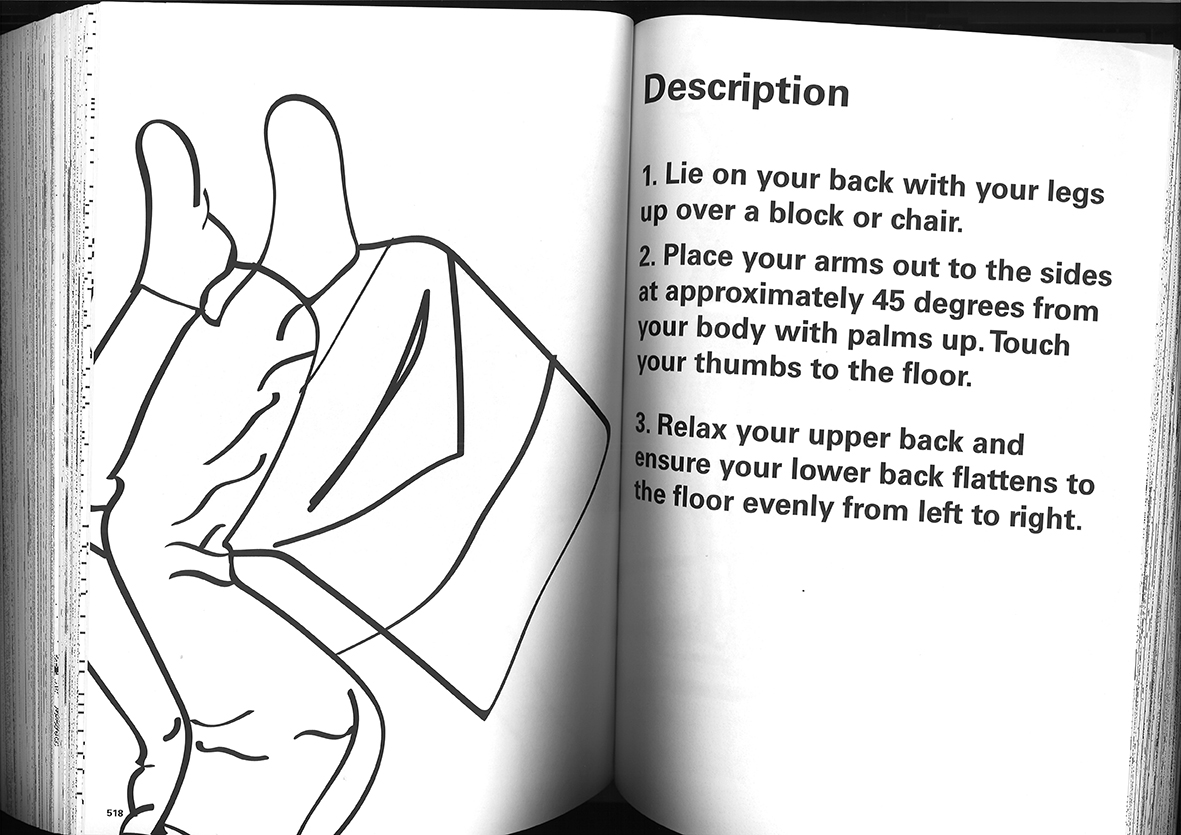 518
Description
1. Lie on your back with your legs
up over a block or chair.
2. Place your arms out to the sides
at approximately 45 degrees from
your body with palms up. Touch
your thumbs to the floor.
3. Relax your upper back and
ensure your lower back flattens to
the floor evenly from left to right.